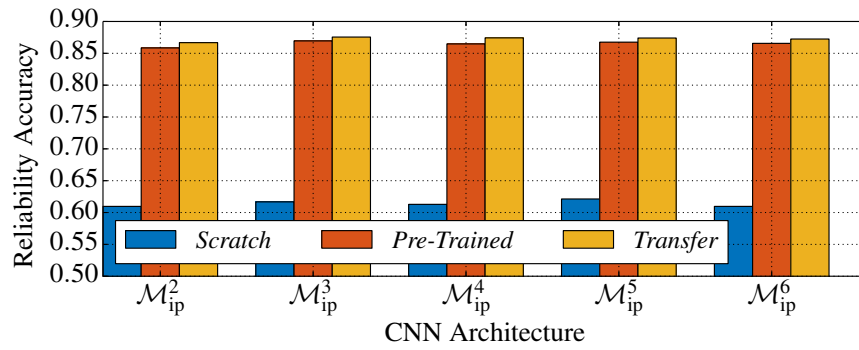 0.90
0.85
0.80
0.75
0.70
0.65
0.60
0.55
0.50
Reliability Accuracy
Scratch Pre-Trained Transfer
ℳ²ᵢₚ ℳ³ᵢₚ ℳ⁴ᵢₚ ℳ⁵ᵢₚ ℳ⁶ᵢₚ
CNN Architecture